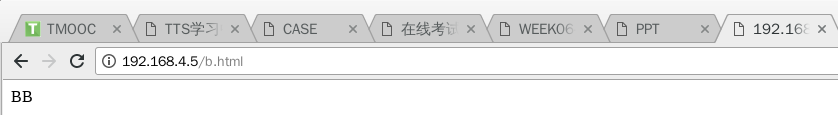 T TMOOC TTS学习 CASE 在线考试 WEEK06 PPT 192.168
192.168.4.5/b.html
BB